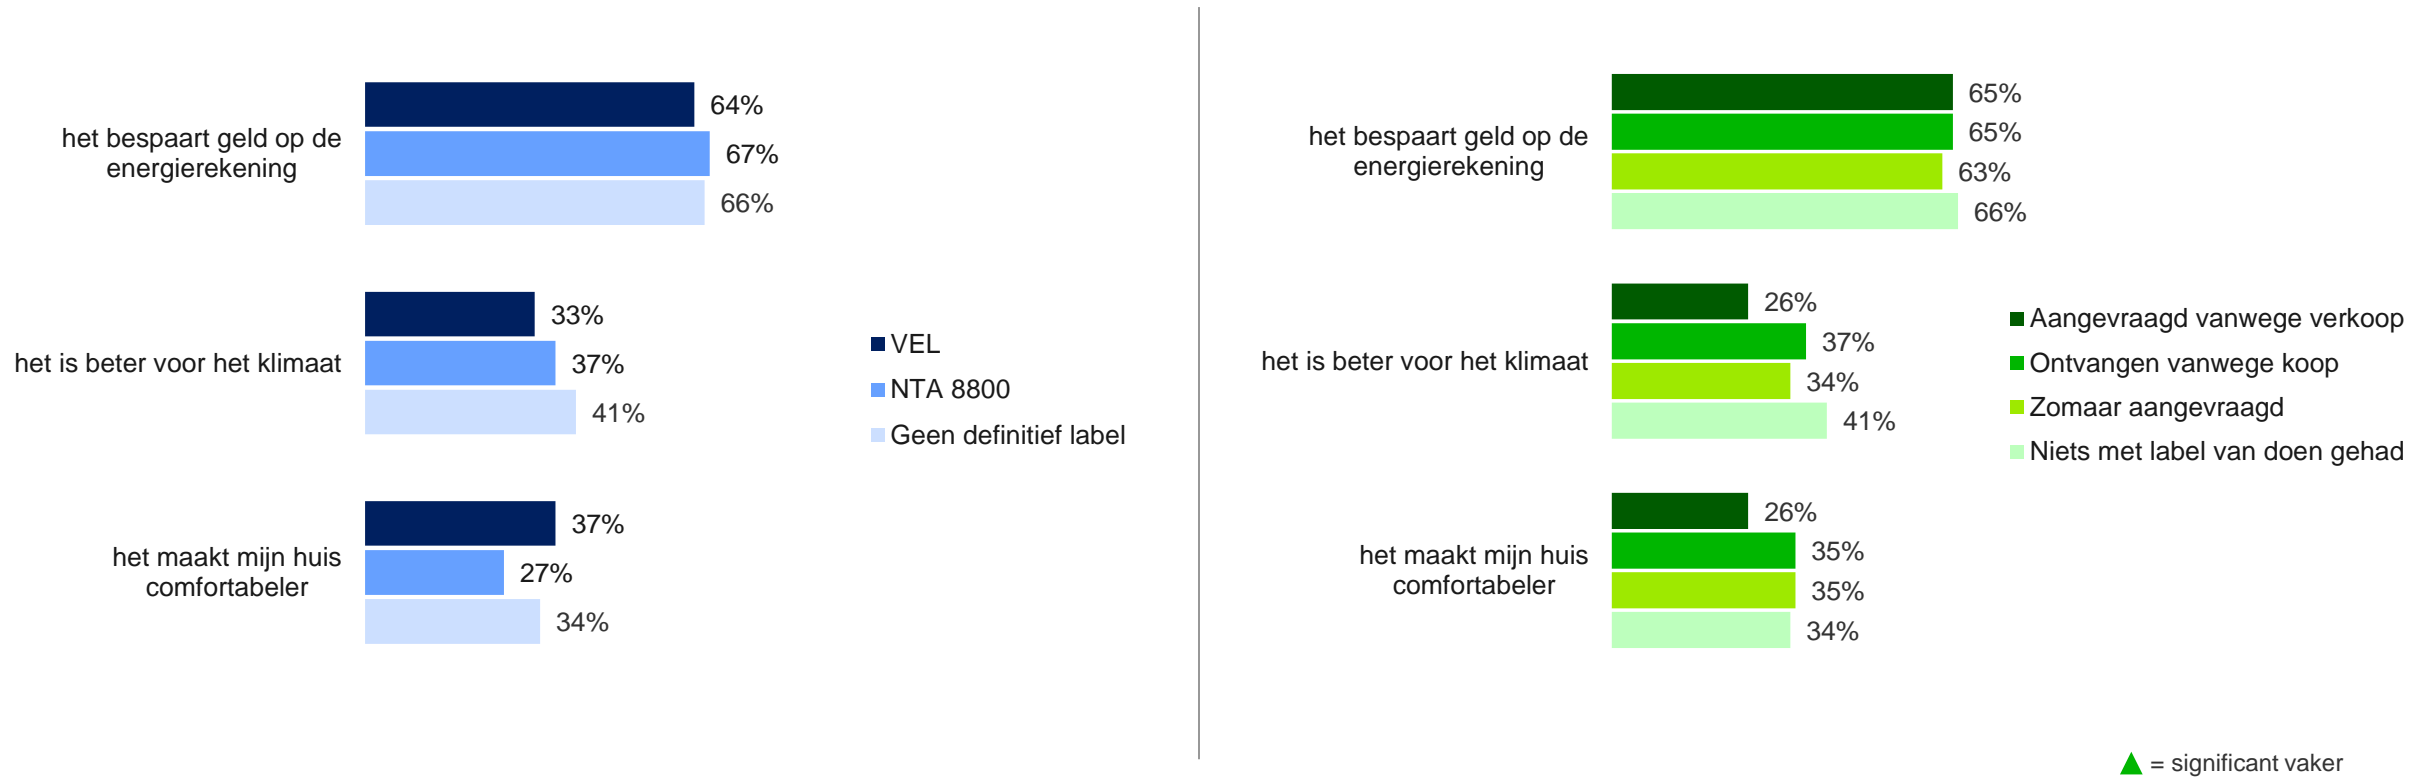 het bespaart geld op de
energierekening
64%
67%
66%
het is beter voor het klimaat
33%
37%
41%
het maakt mijn huis
comfortabeler
37%
27%
34%
VEL
NTA 8800
Geen definitief label
het bespaart geld op de
energierekening
65%
65%
63%
66%
het is beter voor het klimaat
26%
37%
34%
41%
het maakt mijn huis
comfortabeler
26%
35%
35%
34%
Aangevraagd vanwege verkoop
Ontvangen vanwege koop
Zomaar aangevraagd
Niets met label van doen gehad
= significant vaker